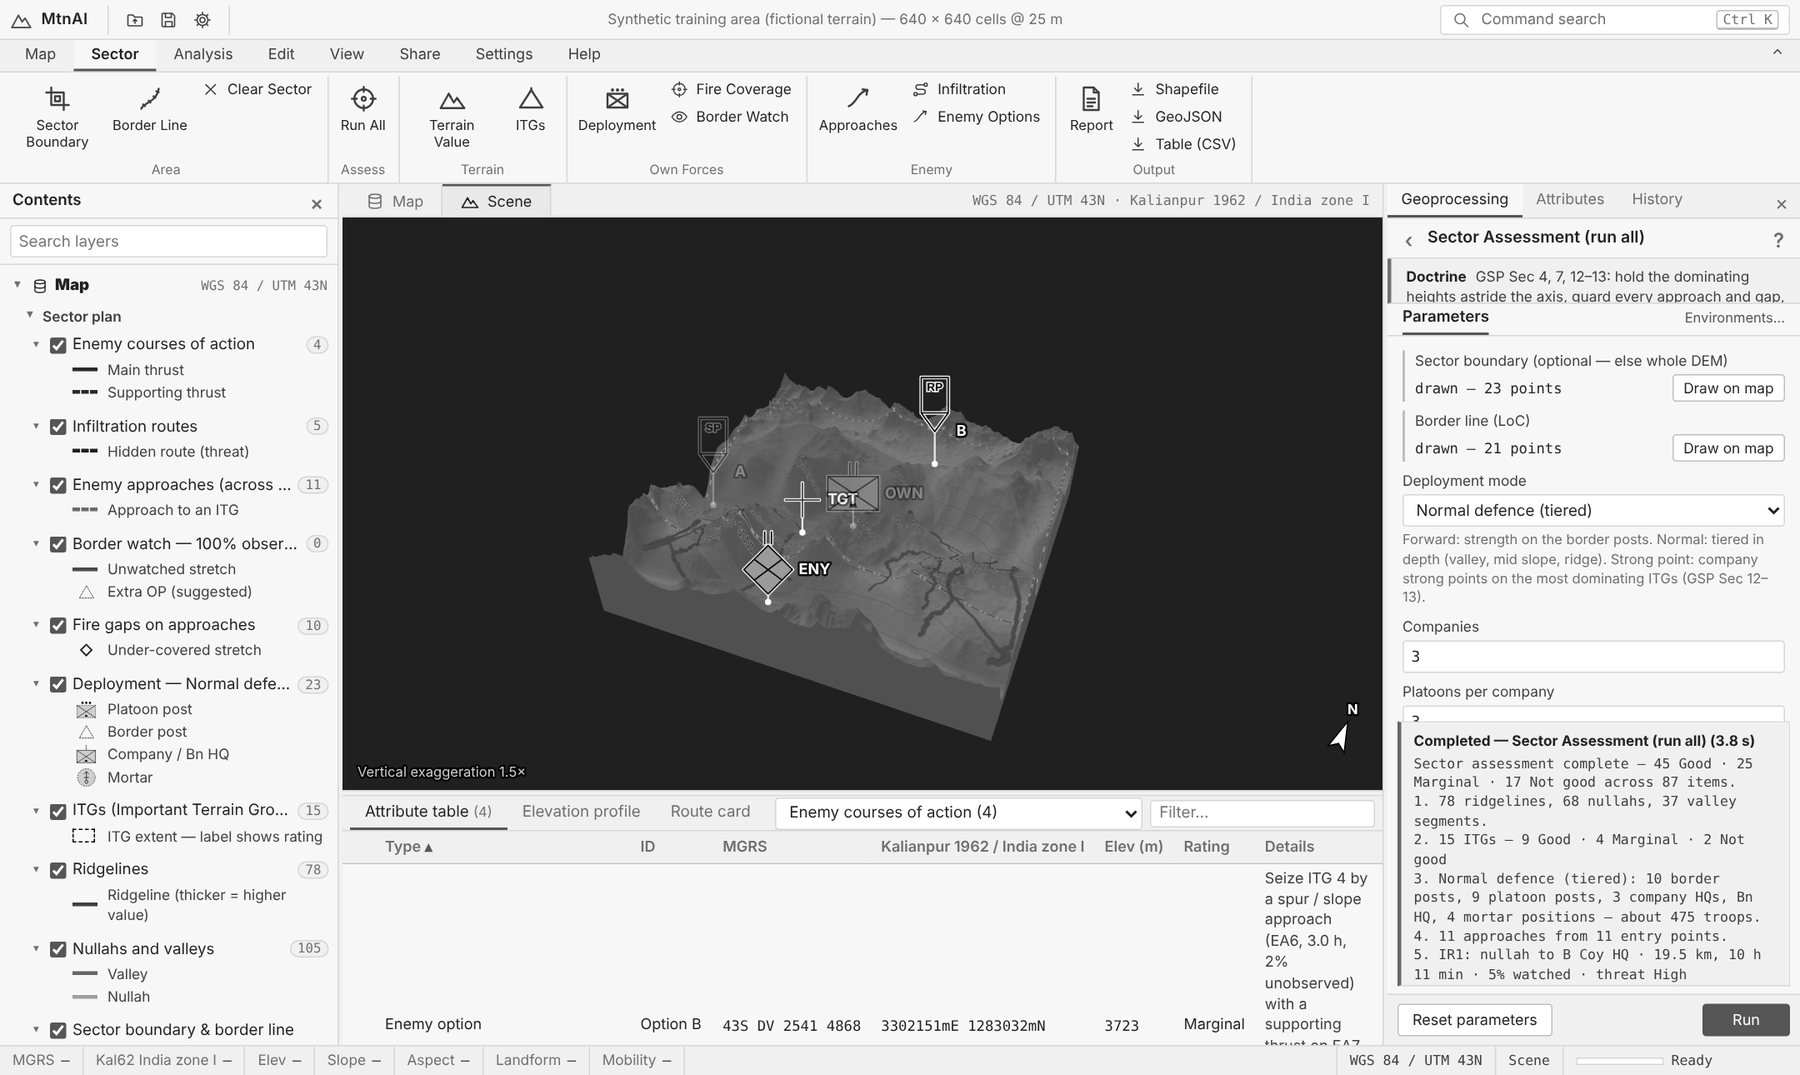 MtnAI
Synthetic training area (fictional terrain) — 640 × 640 cells @ 25 m
Command search
Ctrl K
Map
Sector
Analysis
Edit
View
Share
Settings
Help
Sector
Boundary
Border Line
Clear Sector
Area
Run All
Assess
Terrain
Value
ITGs
Terrain
Deployment
Fire Coverage
Border Watch
Own Forces
Approaches
Infiltration
Enemy Options
Enemy
Report
Shapefile
GeoJSON
Table (CSV)
Output
Contents
Search layers
Map
WGS 84 / UTM 43N
Sector plan
Enemy courses of action
4
Main thrust
Supporting thrust
Infiltration routes
5
Hidden route (threat)
Enemy approaches (across ...
11
Approach to an ITG
Border watch — 100% obser...
0
Unwatched stretch
Extra OP (suggested)
Fire gaps on approaches
10
Under-covered stretch
Deployment — Normal defe...
23
Platoon post
Border post
Company / Bn HQ
Mortar
ITGs (Important Terrain Gro...
15
ITG extent — label shows rating
Ridgelines
78
Ridgeline (thicker = higher
value)
Nullahs and valleys
105
Valley
Nullah
Sector boundary & border line
Map
Scene
WGS 84 / UTM 43N · Kalianpur 1962 / India zone I
SP
A
RP
B
TGT
OWN
ENY
N
Vertical exaggeration 1.5×
Attribute table (4)
Elevation profile
Route card
Enemy courses of action (4)
Filter...
Type ▴
ID
MGRS
Kalianpur 1962 / India zone I
Elev (m)
Rating
Details
Enemy option
Option B
43S DV 2541 4868
3302151mE 1283032mN
3723
Marginal
Seize ITG 4 by
a spur / slope
approach
(EA6, 3.0 h,
2%
unobserved)
with a
supporting
thrust on EA7
Geoprocessing
Attributes
History
Sector Assessment (run all)
?
Doctrine GSP Sec 4, 7, 12–13: hold the dominating
heights astride the axis, guard every approach and gap,
Parameters
Environments...
Sector boundary (optional — else whole DEM)
drawn — 23 points
Draw on map
Border line (LoC)
drawn — 21 points
Draw on map
Deployment mode
Normal defence (tiered)
Forward: strength on the border posts. Normal: tiered in
depth (valley, mid slope, ridge). Strong point: company
strong points on the most dominating ITGs (GSP Sec 12–
13).
Companies
3
Platoons per company
3
Completed — Sector Assessment (run all) (3.8 s)
Sector assessment complete — 45 Good · 25
Marginal · 17 Not good across 87 items.
1. 78 ridgelines, 68 nullahs, 37 valley
segments.
2. 15 ITGs — 9 Good · 4 Marginal · 2 Not
good
3. Normal defence (tiered): 10 border
posts, 9 platoon posts, 3 company HQs, Bn
HQ, 4 mortar positions — about 475 troops.
4. 11 approaches from 11 entry points.
5. IR1: nullah to B Coy HQ · 19.5 km, 10 h
11 min · 5% watched · threat High
Reset parameters
Run
MGRS —
Kal62 India zone I —
Elev —
Slope —
Aspect —
Landform —
Mobility —
WGS 84 / UTM 43N
Scene
Ready